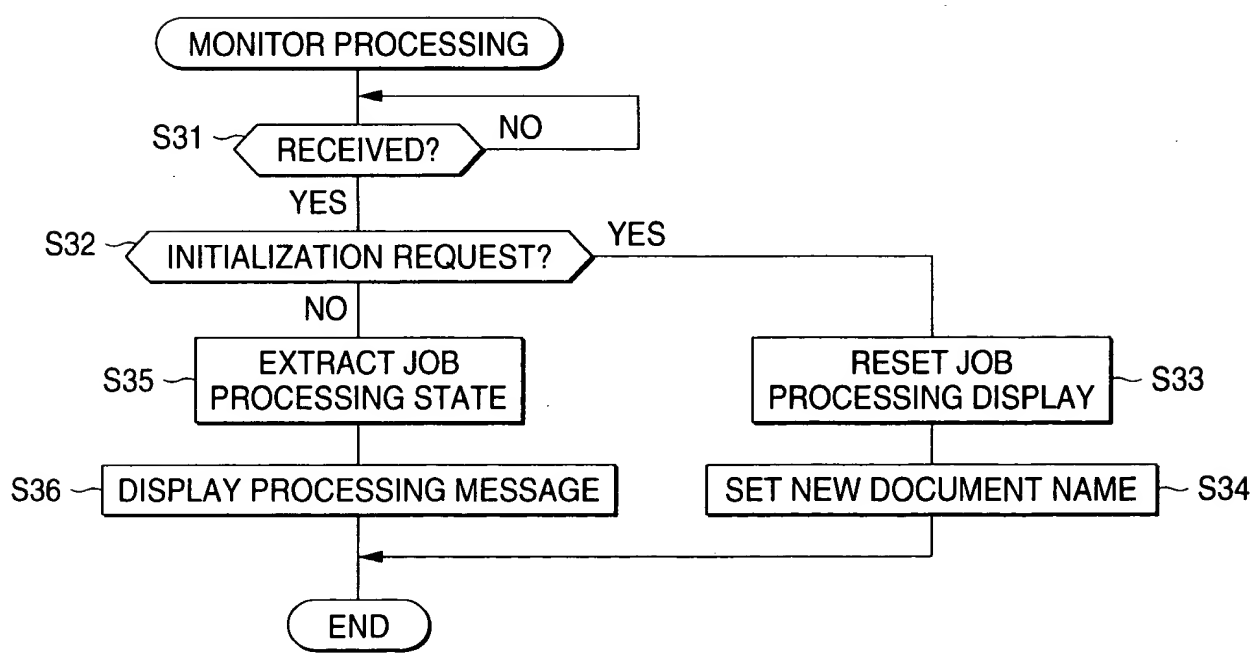 MONITOR PROCESSING
NO
S31
RECEIVED?
YES
S32
INITIALIZATION REQUEST?
YES
NO
S35
EXTRACT JOB
PROCESSING STATE
RESET JOB
PROCESSING DISPLAY
S33
S36
DISPLAY PROCESSING MESSAGE
SET NEW DOCUMENT NAME
S34
END